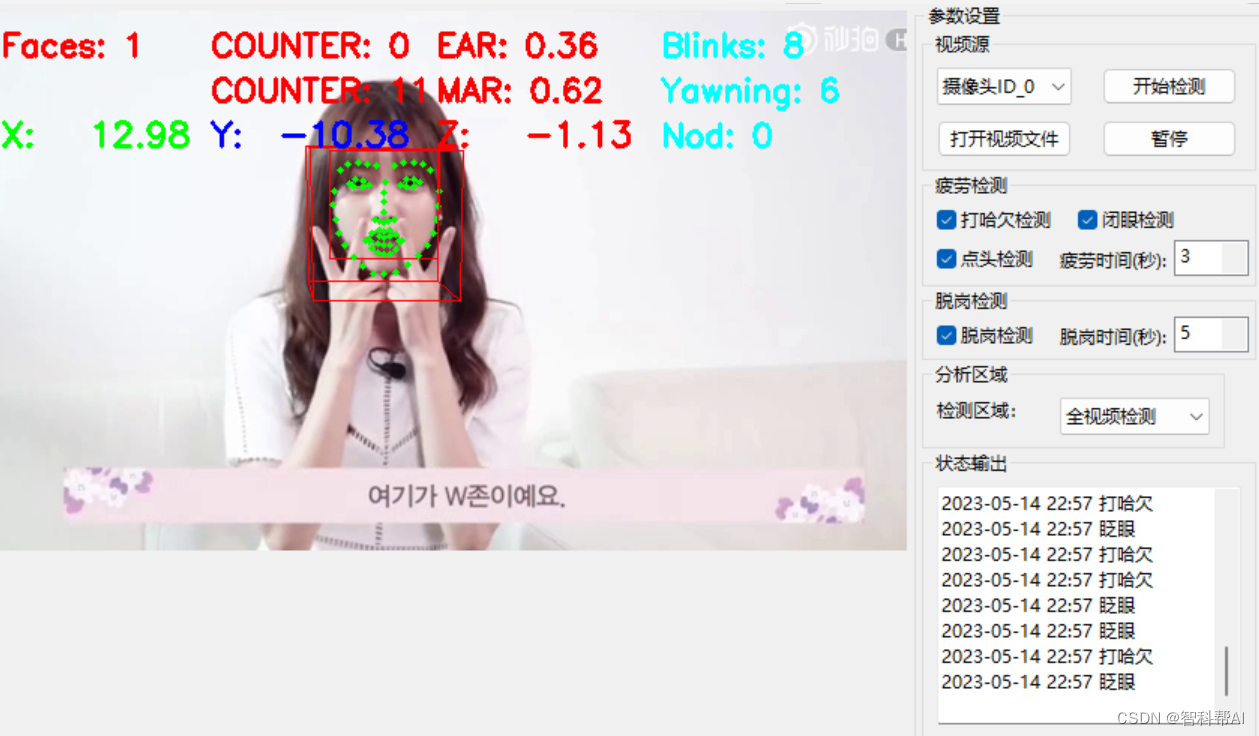 Faces: 1 COUNTER: 0 EAR: 0.36 Blinks: 8
COUNTER: 11 MAR: 0.62 Yawning: 6
X: 12.98 Y: -10.38 Z: -1.13 Nod: 0
秒拍
여기가 W존이예요.
参数设置
视频源
摄像头ID_0 开始检测
打开视频文件 暂停
疲劳检测
打哈欠检测 闭眼检测
点头检测 疲劳时间(秒): 3
脱岗检测
脱岗检测 脱岗时间(秒): 5
分析区域
检测区域: 全视频检测
状态输出
2023-05-14 22:57 打哈欠
2023-05-14 22:57 眨眼
2023-05-14 22:57 打哈欠
2023-05-14 22:57 打哈欠
2023-05-14 22:57 眨眼
2023-05-14 22:57 眨眼
2023-05-14 22:57 打哈欠
2023-05-14 22:57 眨眼
CSDN @智科帮AI